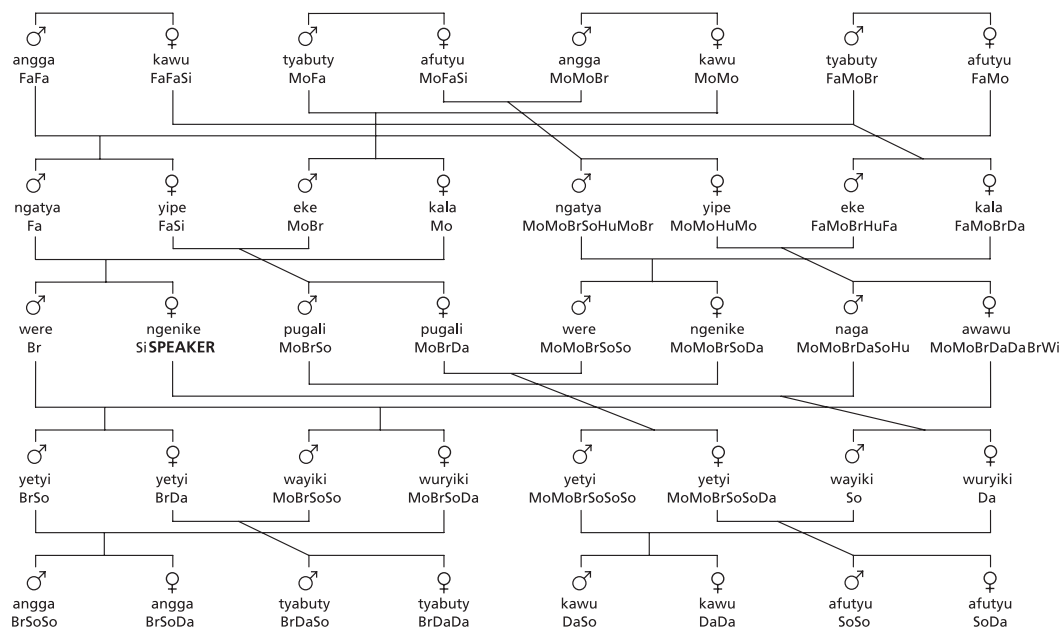 angga kawu tyabuty afutyu angga kawu tyabuty afutyu
FaFa FaFaSi MoFa MoFaSi MoMoBr MoMo FaMoBr FaMo
ngatya yipe eke kala ngatya yipe eke kala
Fa FaSi MoBr Mo MoMoBrSoHuMoBr MoMoHuMo FaMoBrHuFa FaMoBrDa
were ngenike pugali pugali were ngenike naga awawu
Br SiSPEAKER MoBrSo MoBrDa MoMoBrSoSo MoMoBrSoDa MoMoBrDaSoHu MoMoBrDaDaBrWi
yetyi yetyi wayiki wuryiki yetyi yetyi wayiki wuryiki
BrSo BrDa MoBrSoSo MoBrSoDa MoMoBrSoSoSo MoMoBrSoSoDa So Da
angga angga tyabuty tyabuty kawu kawu afutyu afutyu
BrSoSo BrSoDa BrDaSo BrDaDa DaSo DaDa SoSo SoDa